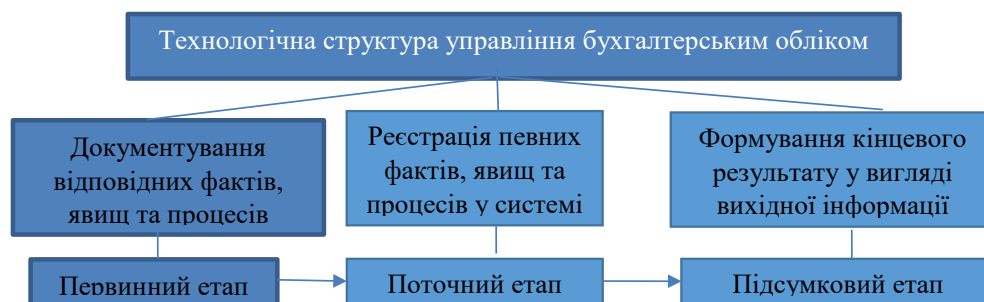 Технологічна структура управління бухгалтерським обліком
Документування
відповідних фактів,
явищ та процесів
Реєстрація певних
фактів, явищ та
процесів у системі
Формування кінцевого
результату у вигляді
вихідної інформації
Первинний етап
Поточний етап
Підсумковий етап